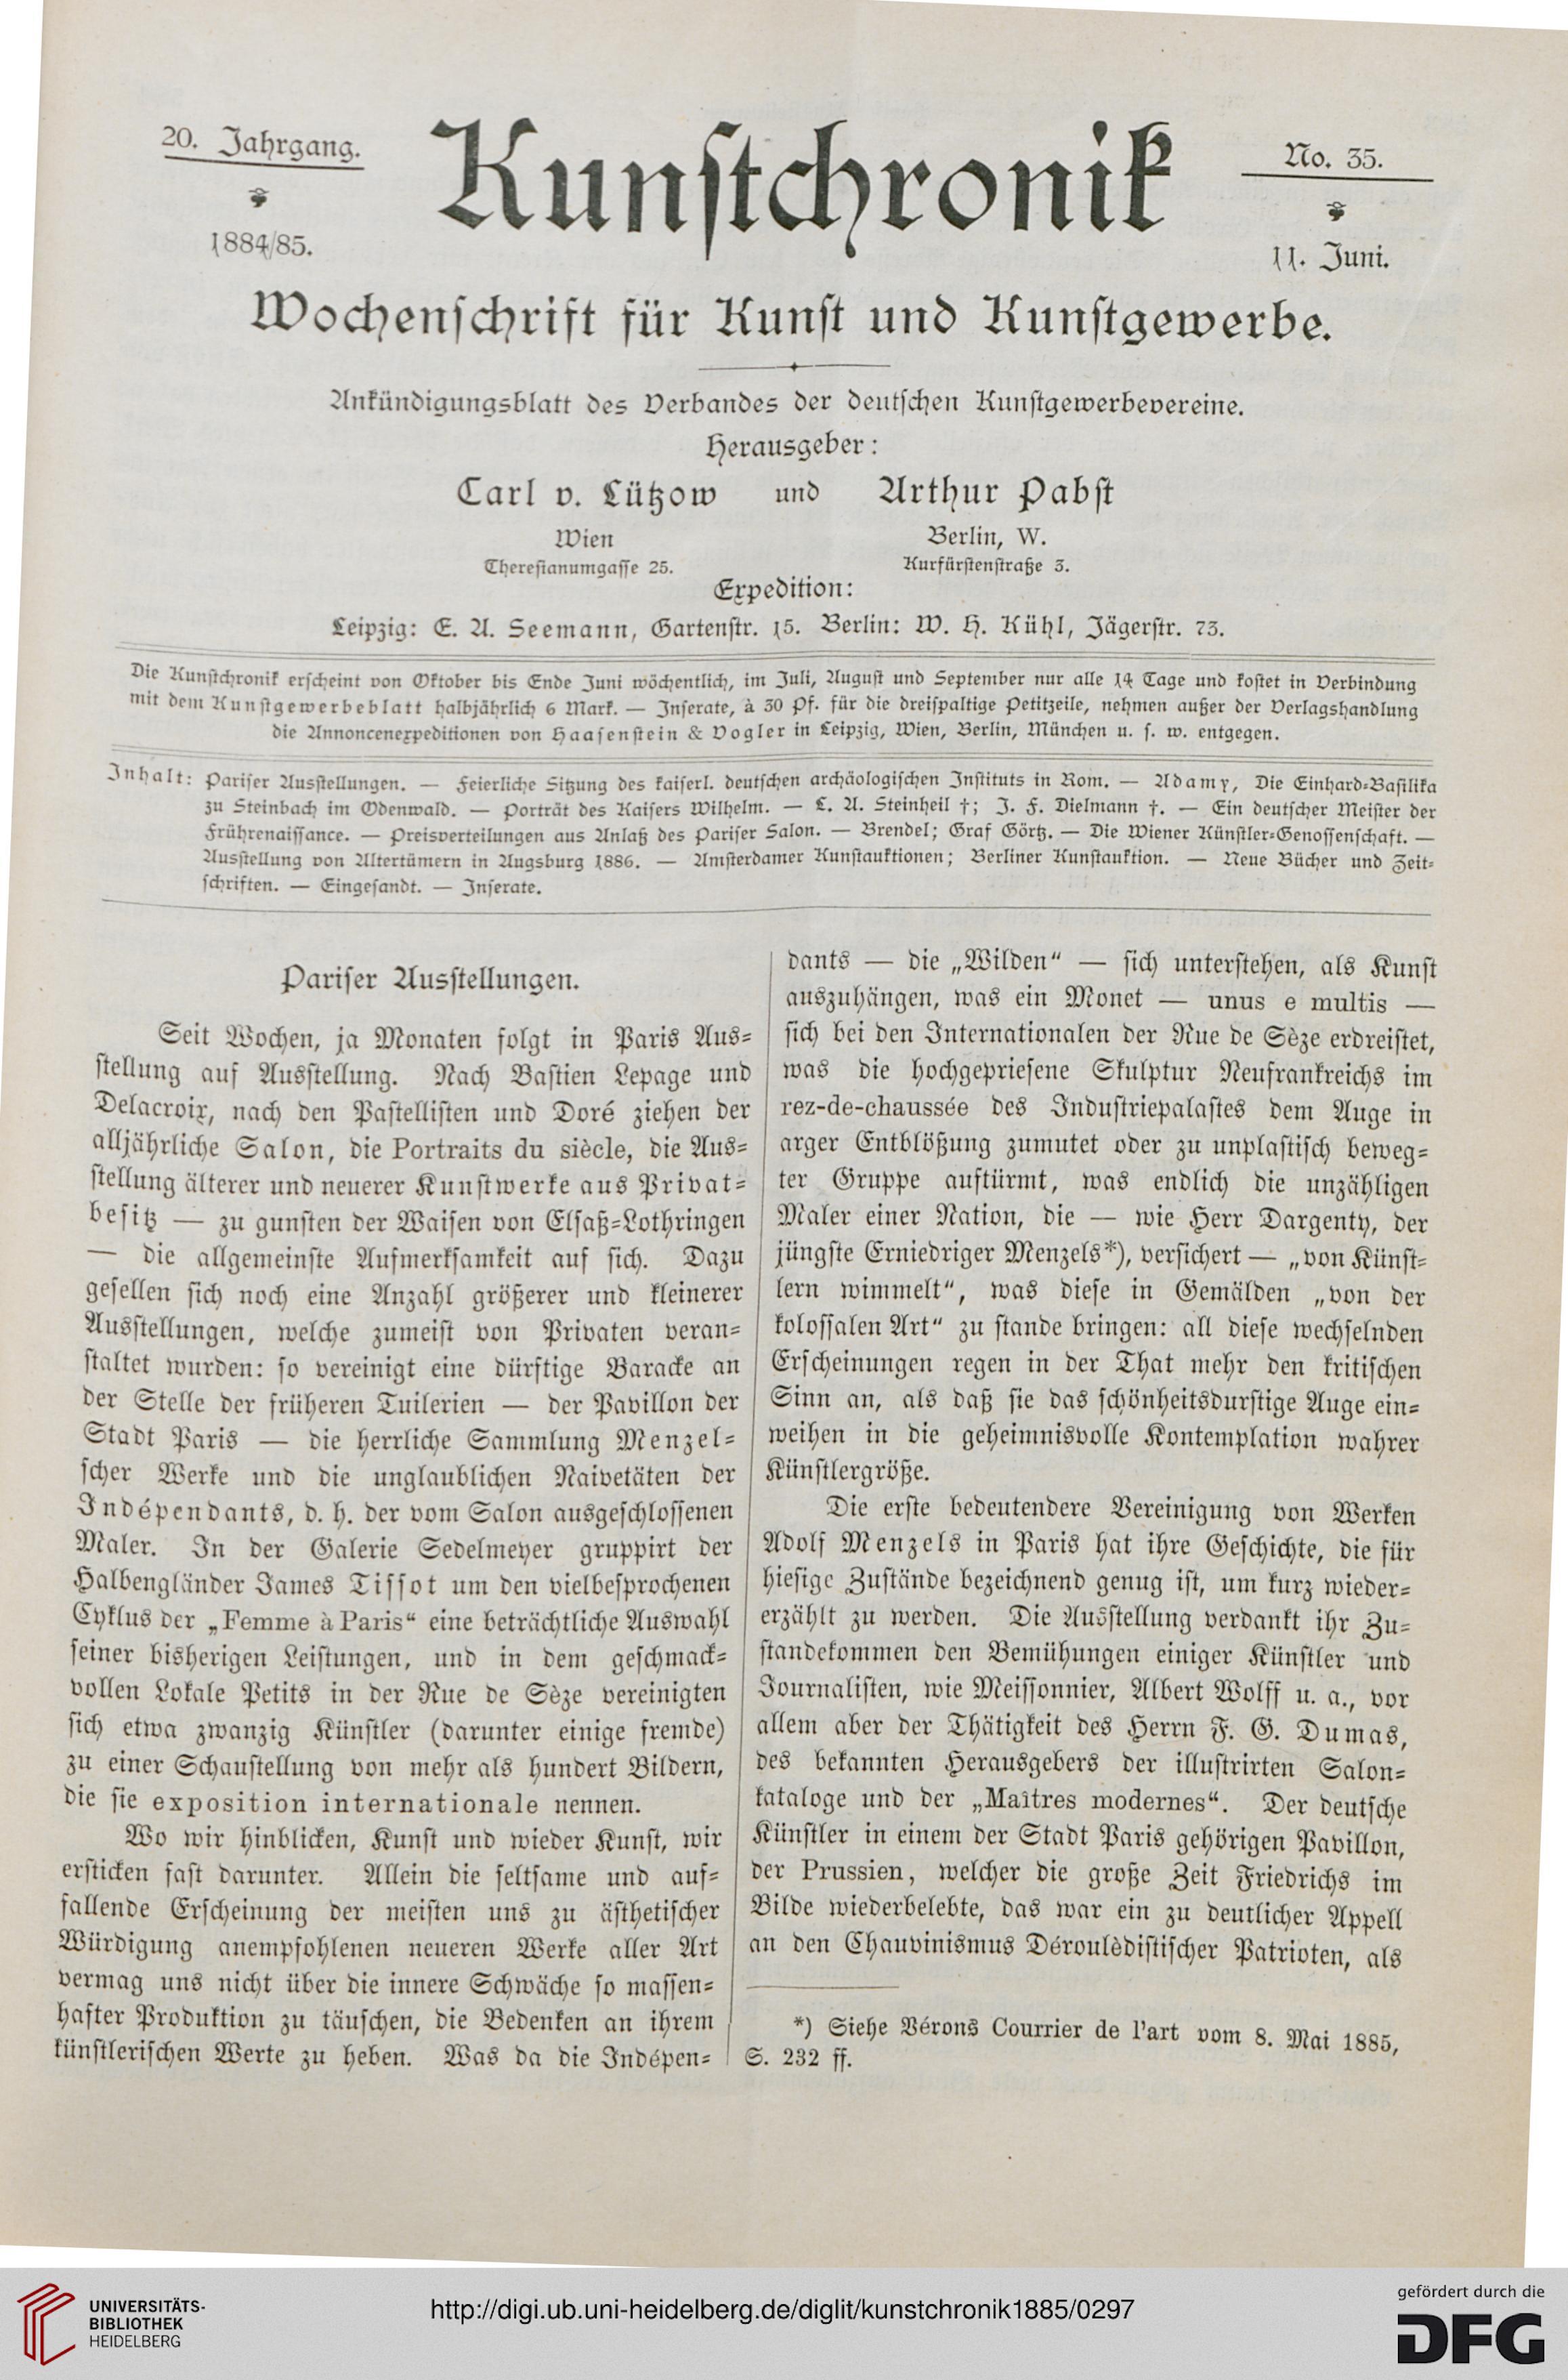 20. Jahrgang.
1884/85.
Kunstchronik
No. 35.
11. Juni.
Wochenschrift für Kunst und Kunstgewerbe.
Ankündigungsblatt des Verbandes der deutschen Kunstgewerbevereine.
Herausgeber:
Carl v. Lützow und Arthur Pabst
Wien Berlin, W.
Theresianumgasse 25. Kurfürstenstraße 3.
Expedition:
Leipzig: E. A. Seemann, Gartenstr. 15. Berlin: W. H. Kühl, Jägerstr. 73.
Die Kunstchronik erscheint von Oktober bis Ende Juni wöchentlich, im Juli, August und September nur alle 14 Tage und kostet in Verbindung
mit dem Kunstgewerbeblatt halbjährlich 6 Mark. — Inserate, à 30 Pf. für die dreispaltige Petitzeile, nehmen außer der Verlagshandlung
die Annoncenexpeditionen von Haasenstein & Vogler in Leipzig, Wien, Berlin, München u. s. w. entgegen.
Inhalt: Pariser Ausstellungen. — Feierliche Sitzung des kaiserl. deutschen archäologischen Instituts in Rom. — Adamy, Die Einhard-Basilika
zu Steinbach im Odenwald. — Porträt des Kaisers Wilhelm. — L. A. Steinheil †; J. F. Dielmann †. — Ein deutscher Meister der
Frührenaissance. — Preisverteilungen aus Anlaß des Pariser Salon. — Brendel; Graf Görtz. — Die Wiener Künstler-Genossenschaft. —
Ausstellung von Altertümern in Augsburg 1886. — Amsterdamer Kunstauktionen; Berliner Kunstauktion. — Neue Bücher und Zeit-
schriften. — Eingesandt. — Inserate.
Pariser Ausstellungen.
Seit Wochen, ja Monaten folgt in Paris Aus-
stellung auf Ausstellung. Nach Bastien Lepage und
Delacroix, nach den Pastellisten und Doré ziehen der
alljährliche Salon, die Portraits du siècle, die Aus-
stellung älterer und neuerer Kunstwerke aus Privat-
besitz — zu gunsten der Waisen von Elsaß-Lothringen
— die allgemeinste Aufmerksamkeit auf sich. Dazu
gesellen sich noch eine Anzahl größerer und kleinerer
Ausstellungen, welche zumeist von Privaten veran-
staltet wurden: so vereinigt eine dürftige Baracke an
der Stelle der früheren Tuilerien — der Pavillon der
Stadt Paris — die herrliche Sammlung Menzel-
scher Werke und die unglaublichen Naivetäten der
Indépendants, d. h. der vom Salon ausgeschlossenen
Maler. In der Galerie Sedelmeyer gruppirt der
Halbengländer James Tissot um den vielbesprochenen
Cyklus der „Femme à Paris“ eine beträchtliche Auswahl
seiner bisherigen Leistungen, und in dem geschmack-
vollen Lokale Petits in der Rue de Sèze vereinigten
sich etwa zwanzig Künstler (darunter einige fremde)
zu einer Schaustellung von mehr als hundert Bildern,
die sie exposition internationale nennen.
Wo wir hinblicken, Kunst und wieder Kunst, wir
ersticken fast darunter. Allein die seltsame und auf-
fallende Erscheinung der meisten uns zu ästhetischer
Würdigung anempfohlenen neueren Werke aller Art
vermag uns nicht über die innere Schwäche so massen-
hafter Produktion zu täuschen, die Bedenken an ihrem
künstlerischen Werte zu heben. Was da die Indépen-
dants — die „Wilden“ — sich unterstehen, als Kunst
auszuhängen, was ein Monet — unus e multis —
sich bei den Internationalen der Rue de Sèze erdreistet,
was die hochgepriesene Skulptur Neufrankreichs im
rez-de-chaussée des Industriepalastes dem Auge in
arger Entblößung zumutet oder zu unplastisch beweg-
ter Gruppe auftürmt, was endlich die unzähligen
Maler einer Nation, die — wie Herr Dargenty, der
jüngste Erniedriger Menzels*), versichert — „von Künst-
lern wimmelt“, was diese in Gemälden „von der
kolossalen Art“ zu stande bringen: all diese wechselnden
Erscheinungen regen in der That mehr den kritischen
Sinn an, als daß sie das schönheitsdurstige Auge ein-
weihen in die geheimnisvolle Kontemplation wahrer
Künstlergröße.
Die erste bedeutendere Vereinigung von Werken
Adolf Menzels in Paris hat ihre Geschichte, die für
hiesige Zustände bezeichnend genug ist, um kurz wieder-
erzählt zu werden. Die Ausstellung verdankt ihr Zu-
standekommen den Bemühungen einiger Künstler und
Journalisten, wie Meissonnier, Albert Wolff u. a., vor
allem aber der Thätigkeit des Herrn F. G. Dumas,
des bekannten Herausgebers der illustrirten Salon-
kataloge und der „Maîtres modernes“. Der deutsche
Künstler in einem der Stadt Paris gehörigen Pavillon,
der Prussien, welcher die große Zeit Friedrichs im
Bilde wiederbelebte, das war ein zu deutlicher Appell
an den Chauvinismus Déroulèdistischer Patrioten, als
*) Siehe Vérons Courrier de l'art vom 8. Mai 1885,
S. 232 ff.
UNIVERSITÄTS-
BIBLIOTHEK
HEIDELBERG
http://digi.ub.uni-heidelberg.de/diglit/kunstchronik1885/0297
gefördert durch die
DFG